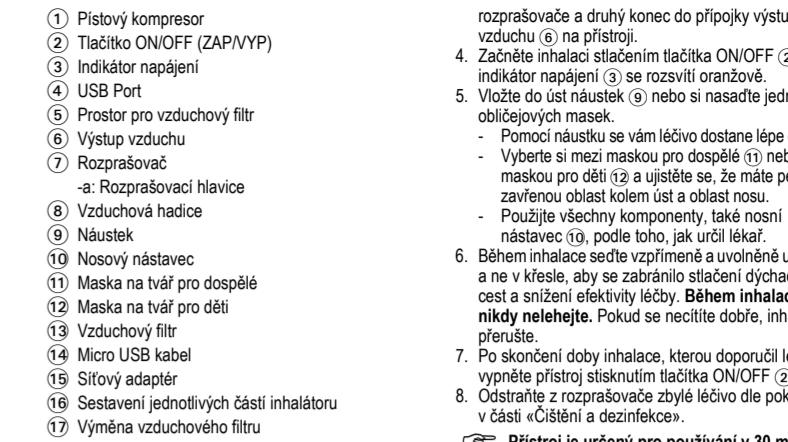 ① Pístový kompresor
② Tlačítko ON/OFF (ZAP/VYP)
③ Indikátor napájení
④ USB Port
⑤ Prostor pro vzduchový filtr
⑥ Výstup vzduchu
⑦ Rozprašovač
-a: Rozprašovací hlavice
⑧ Vzduchová hadice
⑨ Náustek
⑩ Nosový nástavec
⑪ Maska na tvář pro dospělé
⑫ Maska na tvář pro děti
⑬ Vzduchový filtr
⑭ Micro USB kabel
⑮ Síťový adaptér
⑯ Sestavení jednotlivých částí inhalátoru
⑰ Výměna vzduchového filtru
rozprašovače a druhý konec do přípojky výstu
vzduchu ⑥ na přístroji.
4. Začněte inhalaci stlačením tlačítka ON/OFF ②
indikátor napájení ③ se rozsvítí oranžově.
5. Vložte do úst náustek ⑨ nebo si nasaďte jedn
obličejových masek.
- Pomocí náustku se vám léčivo dostane lépe
- Vyberte si mezi maskou pro dospělé ⑪ neb
maskou pro děti ⑫ a ujistěte se, že máte pe
zavřenou oblast kolem úst a oblast nosu.
- Použijte všechny komponenty, také nosní
nástavec ⑩, podle toho, jak určil lékař.
6. Během inhalace seďte vzpřímeně a uvolněně u
a ne v křesle, aby se zabránilo stlačení dýcha
cest a snížení efektivity léčby. Během inhalac
nikdy nelehejte. Pokud se necítíte dobře, inh
přerušte.
7. Po skončení doby inhalace, kterou doporučil l
vypněte přístroj stisknutím tlačítka ON/OFF ②
8. Odstraňte z rozprašovače zbylé léčivo dle pok
v části «Čištění a dezinfekce».
☞ Přístroj je určený pro používání v 30 m